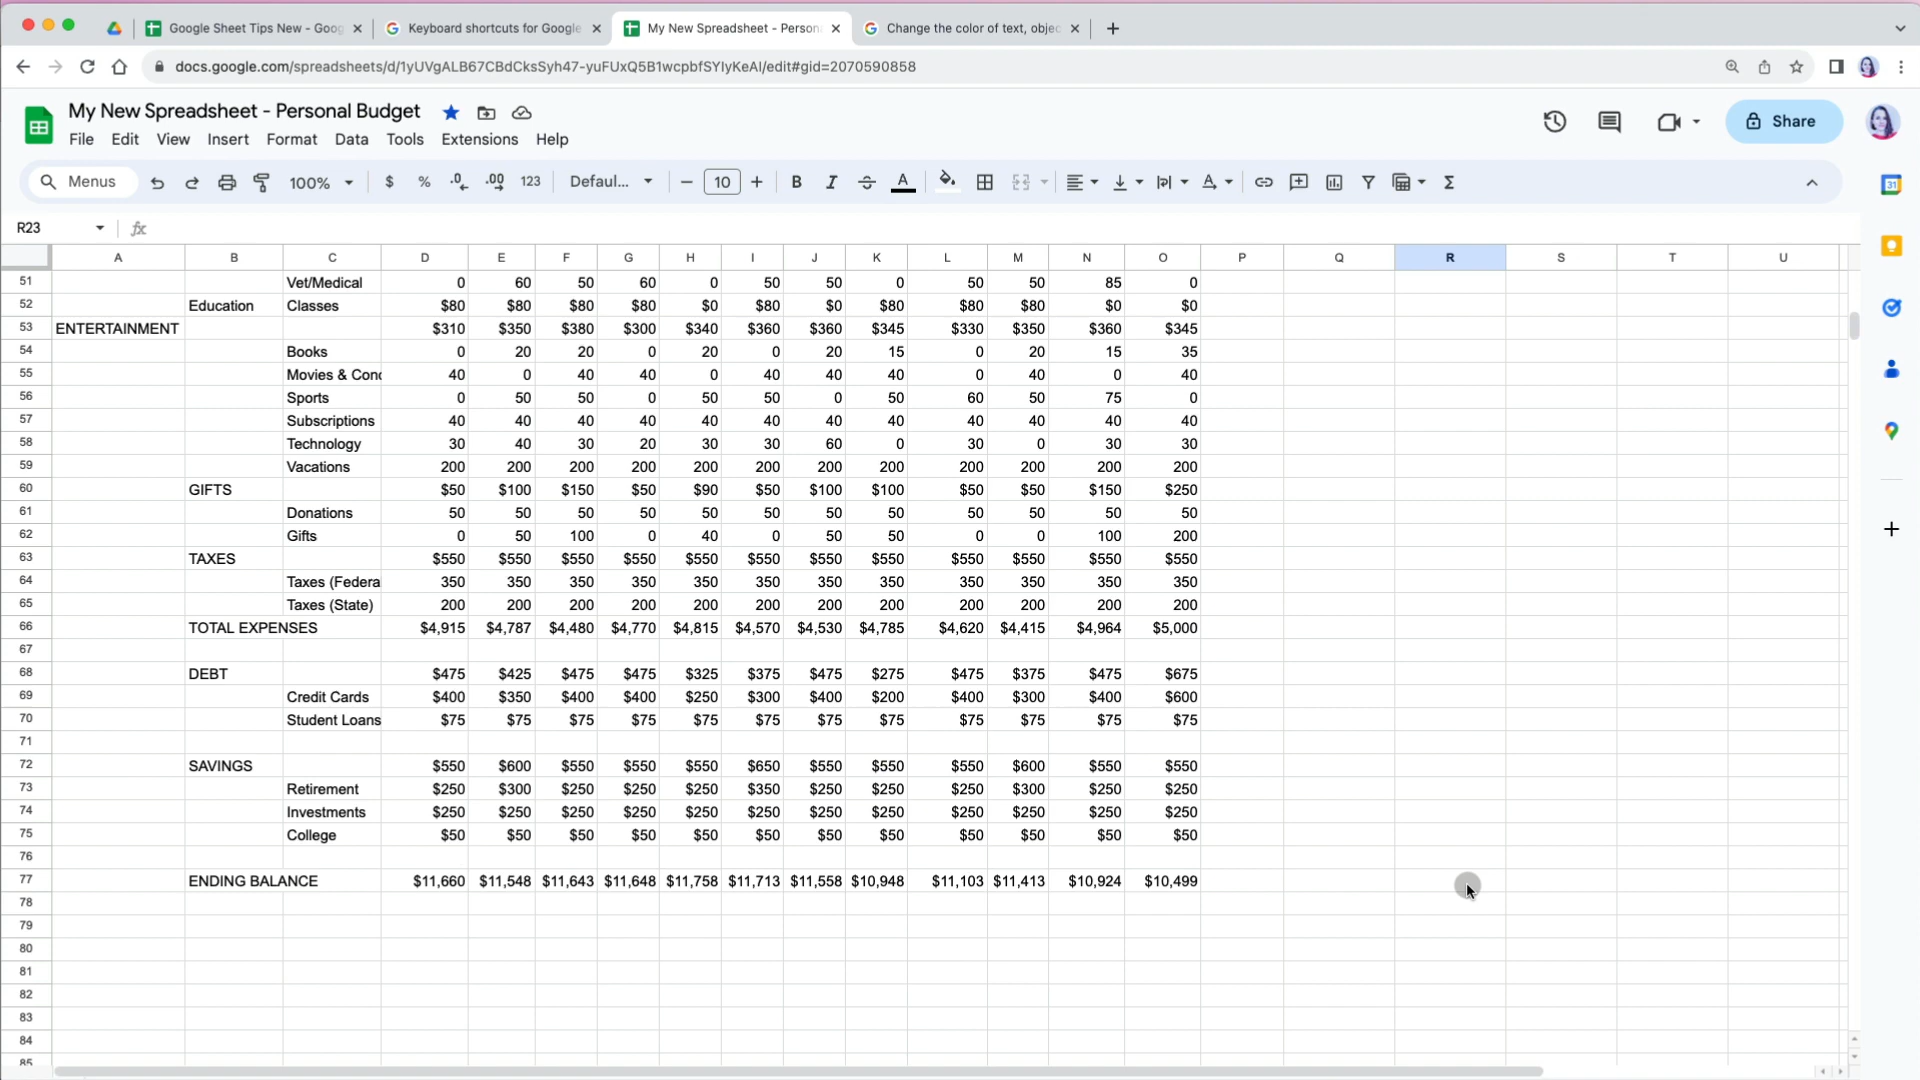 Google Sheet Tips New - Goog
Keyboard shortcuts for Google
My New Spreadsheet - Person
Change the color of text, objec
docs.google.com/spreadsheets/d/1yUVgALB67CBdCksSyh47-yuFUxQ5B1wcpbfSYIyKeAI/edit#gid=2070590858
My New Spreadsheet - Personal Budget
File Edit View Insert Format Data Tools Extensions Help
Share
Menus 100% $ % .0 .00 123 Defaul... 10 B I A
31
R23 fx
A B C D E F G H I J K L M N O P Q R S T U
51 Vet/Medical 0 60 50 60 0 50 50 0 50 50 85 0
52 Education Classes $80 $80 $80 $80 $0 $80 $0 $80 $80 $80 $0 $0
53 ENTERTAINMENT $310 $350 $380 $300 $340 $360 $360 $345 $330 $350 $360 $345
54 Books 0 20 20 0 20 0 20 15 0 20 15 35
55 Movies & Conc 40 0 40 40 0 40 40 40 0 40 0 40
56 Sports 0 50 50 0 50 50 0 50 60 50 75 0
57 Subscriptions 40 40 40 40 40 40 40 40 40 40 40 40
58 Technology 30 40 30 20 30 30 60 0 30 0 30 30
59 Vacations 200 200 200 200 200 200 200 200 200 200 200 200
60 GIFTS $50 $100 $150 $50 $90 $50 $100 $100 $50 $50 $150 $250
61 Donations 50 50 50 50 50 50 50 50 50 50 50 50
62 Gifts 0 50 100 0 40 0 50 50 0 0 100 200
63 TAXES $550 $550 $550 $550 $550 $550 $550 $550 $550 $550 $550 $550
64 Taxes (Federa 350 350 350 350 350 350 350 350 350 350 350 350
65 Taxes (State) 200 200 200 200 200 200 200 200 200 200 200 200
66 TOTAL EXPENSES $4,915 $4,787 $4,480 $4,770 $4,815 $4,570 $4,530 $4,785 $4,620 $4,415 $4,964 $5,000
67
68 DEBT $475 $425 $475 $475 $325 $375 $475 $275 $475 $375 $475 $675
69 Credit Cards $400 $350 $400 $400 $250 $300 $400 $200 $400 $300 $400 $600
70 Student Loans $75 $75 $75 $75 $75 $75 $75 $75 $75 $75 $75 $75
71
72 SAVINGS $550 $600 $550 $550 $550 $650 $550 $550 $550 $600 $550 $550
73 Retirement $250 $300 $250 $250 $250 $350 $250 $250 $250 $300 $250 $250
74 Investments $250 $250 $250 $250 $250 $250 $250 $250 $250 $250 $250 $250
75 College $50 $50 $50 $50 $50 $50 $50 $50 $50 $50 $50 $50
76
77 ENDING BALANCE $11,660 $11,548 $11,643 $11,648 $11,758 $11,713 $11,558 $10,948 $11,103 $11,413 $10,924 $10,499
78
79
80
81
82
83
84
85